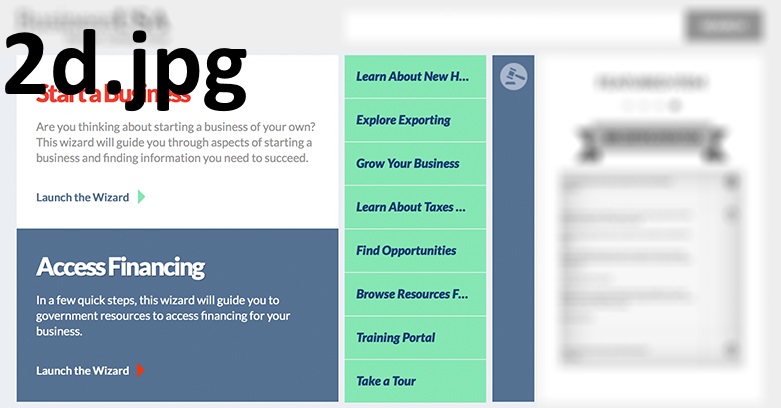 2d.jpg
Start a Business
Are you thinking about starting a business of your own?
This wizard will guide you through aspects of starting a
business and finding information you need to succeed.
Launch the Wizard
Access Financing
In a few quick steps, this wizard will guide you to
government resources to access financing for your
business.
Launch the Wizard
Learn About New H...
Explore Exporting
Grow Your Business
Learn About Taxes ...
Find Opportunities
Browse Resources F...
Training Portal
Take a Tour